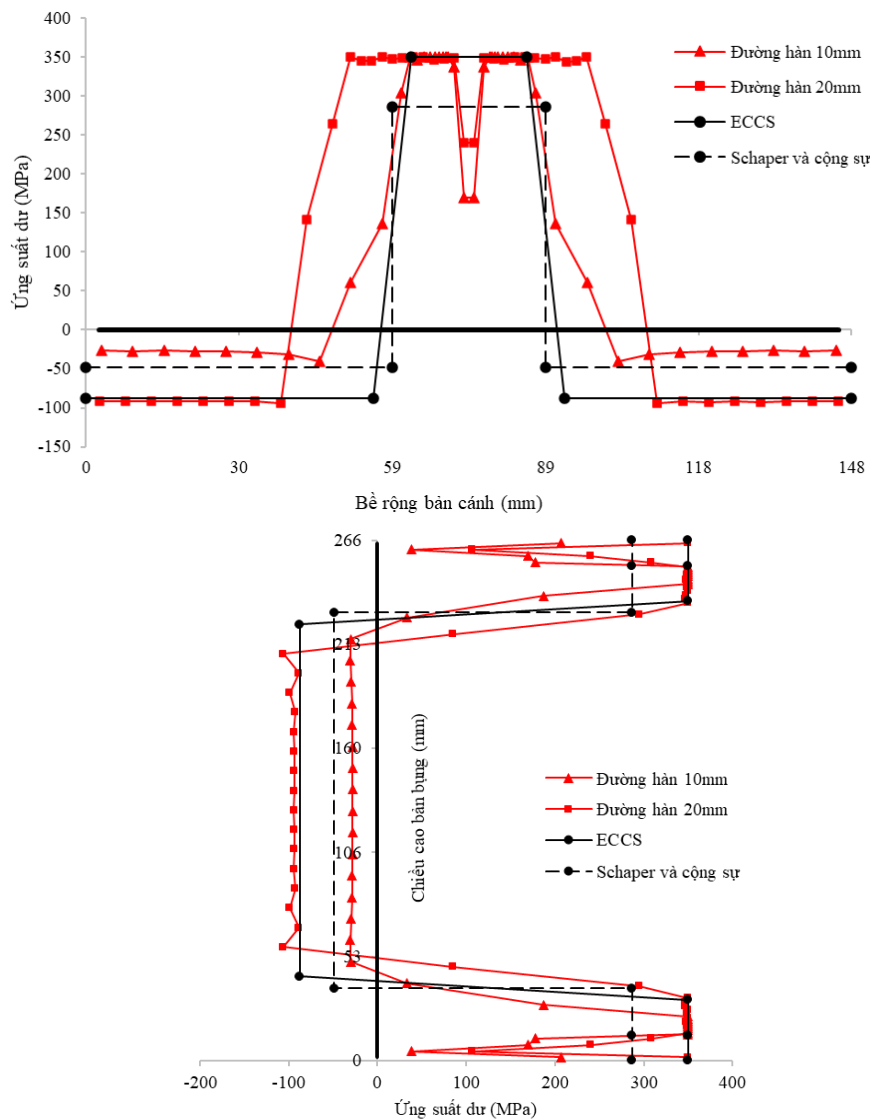 400
350
300
250
200
150
100
50
0
-50
-100
-150
Ứng suất dư (MPa)
Đường hàn 10mm
Đường hàn 20mm
ECCS
Schaper và cộng sự
0 30 59 89 118 148
Bề rộng bản cánh (mm)
266
213
160
106
53
0
Chiều cao bản bụng (mm)
Đường hàn 10mm
Đường hàn 20mm
ECCS
Schaper và cộng sự
-200 -100 0 100 200 300 400
Ứng suất dư (MPa)